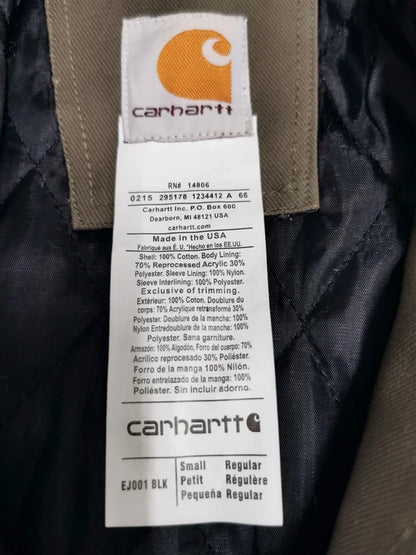 carhartt
RN# 14806
0215 295178 1234412 A 66
Carhartt Inc. P.O. Box 600
Dearborn, MI 48121 USA
carhartt.com
Made in the USA
Fabriqué aux É. U. *Hecho en los EE.UU.
Shell: 100% Cotton. Body Lining:
70% Reprocessed Acrylic 30%
Polyester. Sleeve Lining: 100% Nylon.
Sleeve Interlining: 100% Polyester.
Exclusive of trimming.
Extérieur: 100% Coton. Doublure du
corps: 70% Acrylique retransformé 30%
Polyester. Doublure de la manche: 100%
Nylon Entredoublure de la manche: 100%
Polyester. Sans garniture.
Armazón: 100% Algodón. Forro del cuerpo: 70%
Acrílico reprocesado 30% Poliéster.
Forro de la manga: 100% Nilón.
Forro entrelazado de la manga: 100%
Poliéster. Sin incluir adorno.
carhartt
EJ001 BLK
Small Regular
Petit Régulère
Pequeña Regular